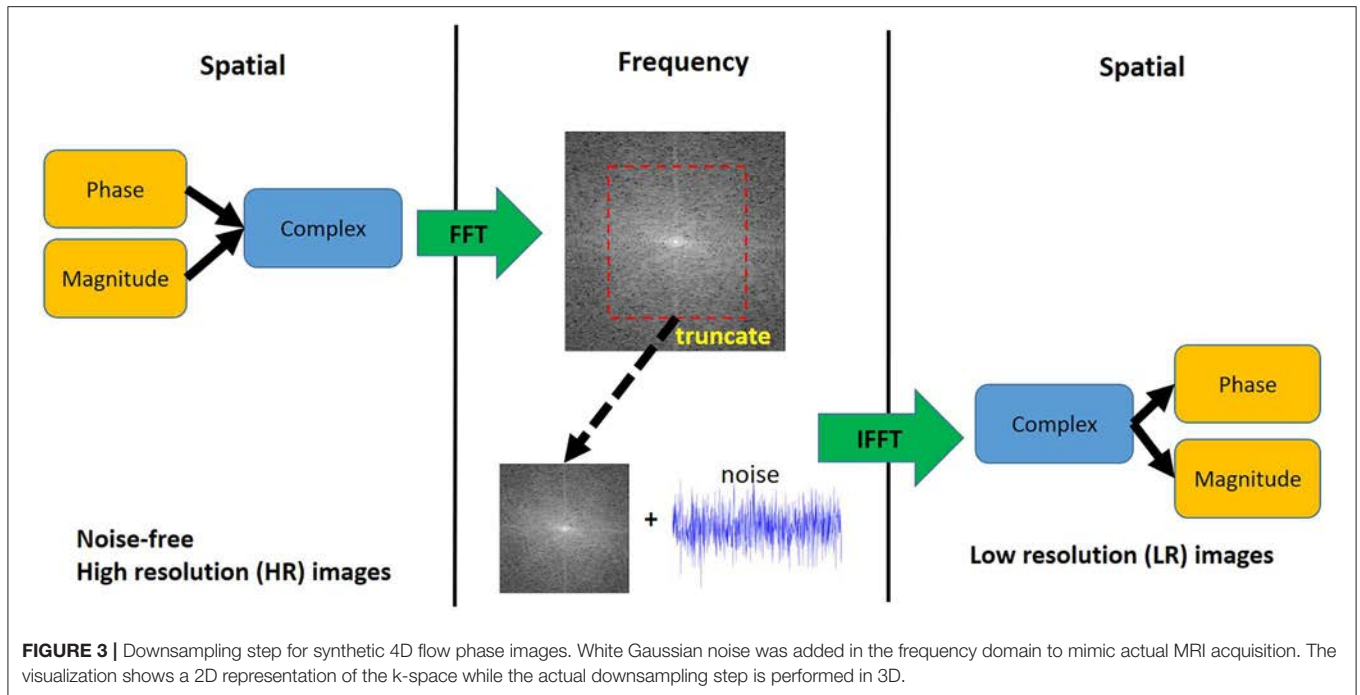 Spatial
Frequency
Spatial
Phase
Magnitude
Complex
FFT
truncate
noise
+
IFFT
Complex
Phase
Magnitude
Noise-free
High resolution (HR) images
Low resolution (LR) images
FIGURE 3 | Downsampling step for synthetic 4D flow phase images. White Gaussian noise was added in the frequency domain to mimic actual MRI acquisition. The
visualization shows a 2D representation of the k-space while the actual downsampling step is performed in 3D.